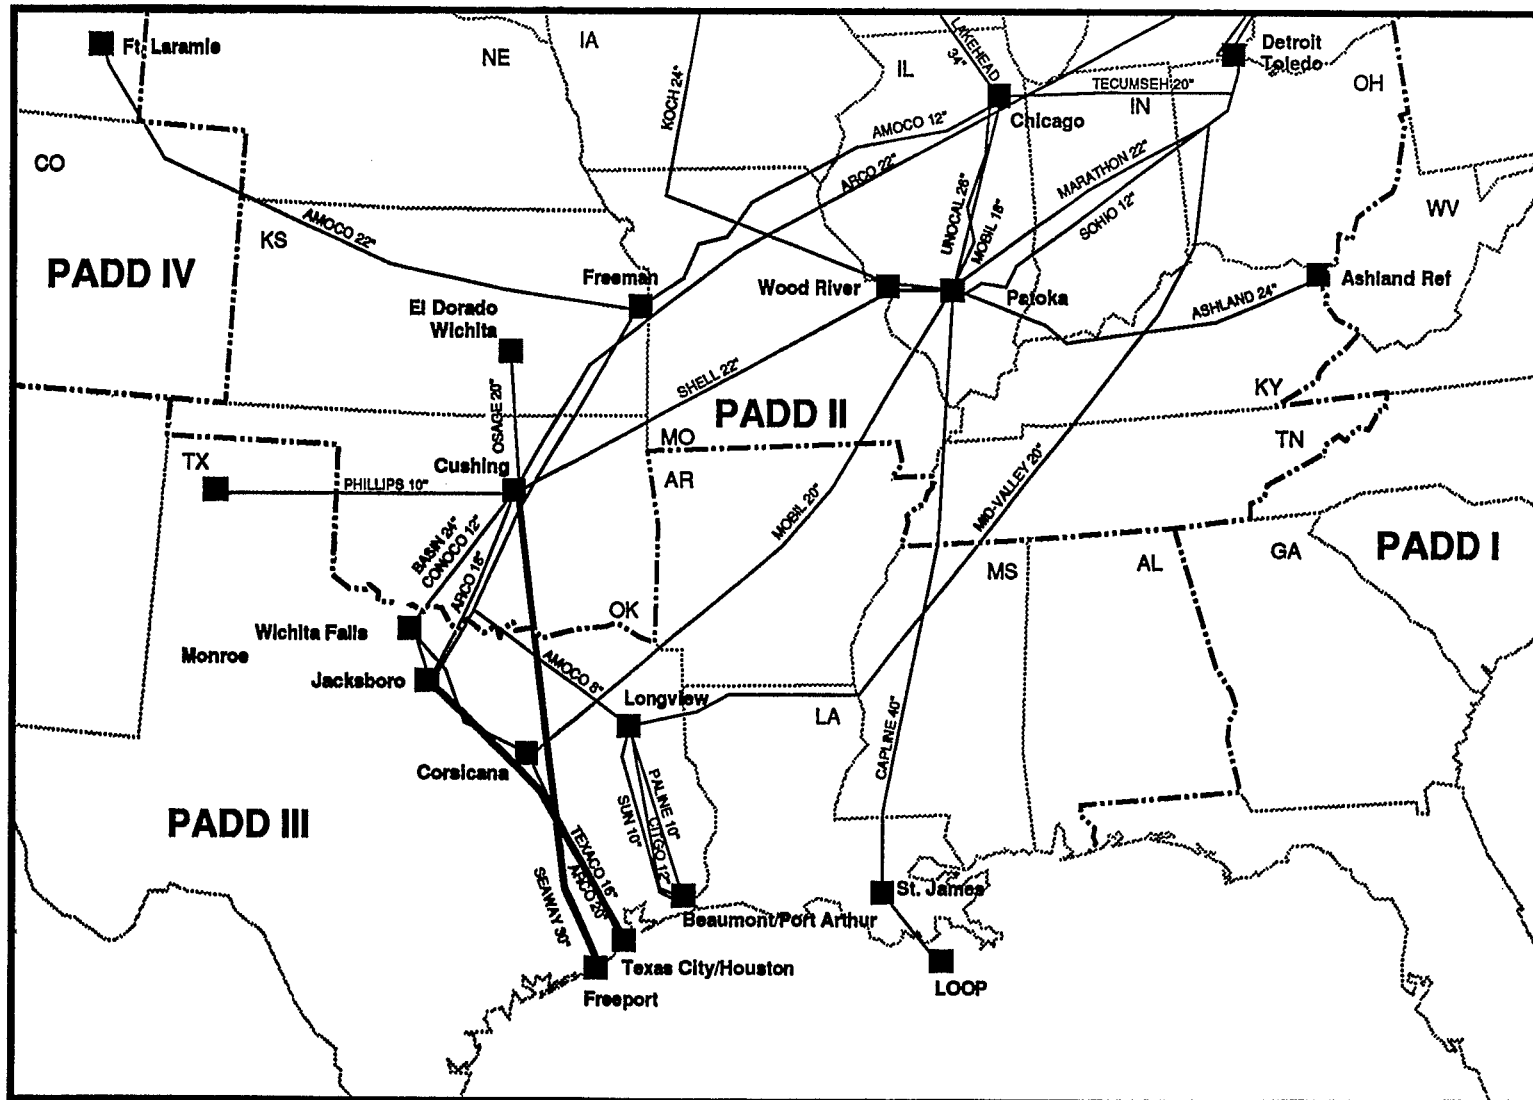 Ft. Laramie
NE
IA
LAKEHEAD
34"
IL
Detroit
Toledo
OH
KOCH 24"
TECUMSEH 20"
IN
Chicago
AMOCO 12"
CO
ARCO 22"
MARATHON 22"
WV
AMOCO 22"
KS
UNOCAL 26"
MOBIL 18"
SOHIO 12"
PADD IV
Freeman
Wood River
Patoka
Ashland Ref
ASHLAND 24"
El Dorado
Wichita
SHELL 22"
KY
OSAGE 20"
PADD II
MO
TN
TX
Cushing
AR
PHILLIPS 10"
MOBIL 20"
MID-VALLEY 20"
BASIN 24"
CONOCO 12"
ARCO 18"
MS
AL
GA
PADD I
OK
Wichita Falls
Monroe
Jacksboro
AMOCO 8"
Longview
LA
CAPLINE 40"
Corsicana
PADD III
PALINE 10"
SUN 10"
CITGO 12"
TEXACO 16"
ARCO 20"
SEAWAY 30"
St. James
Beaumont/Port Arthur
Texas City/Houston
Freeport
LOOP